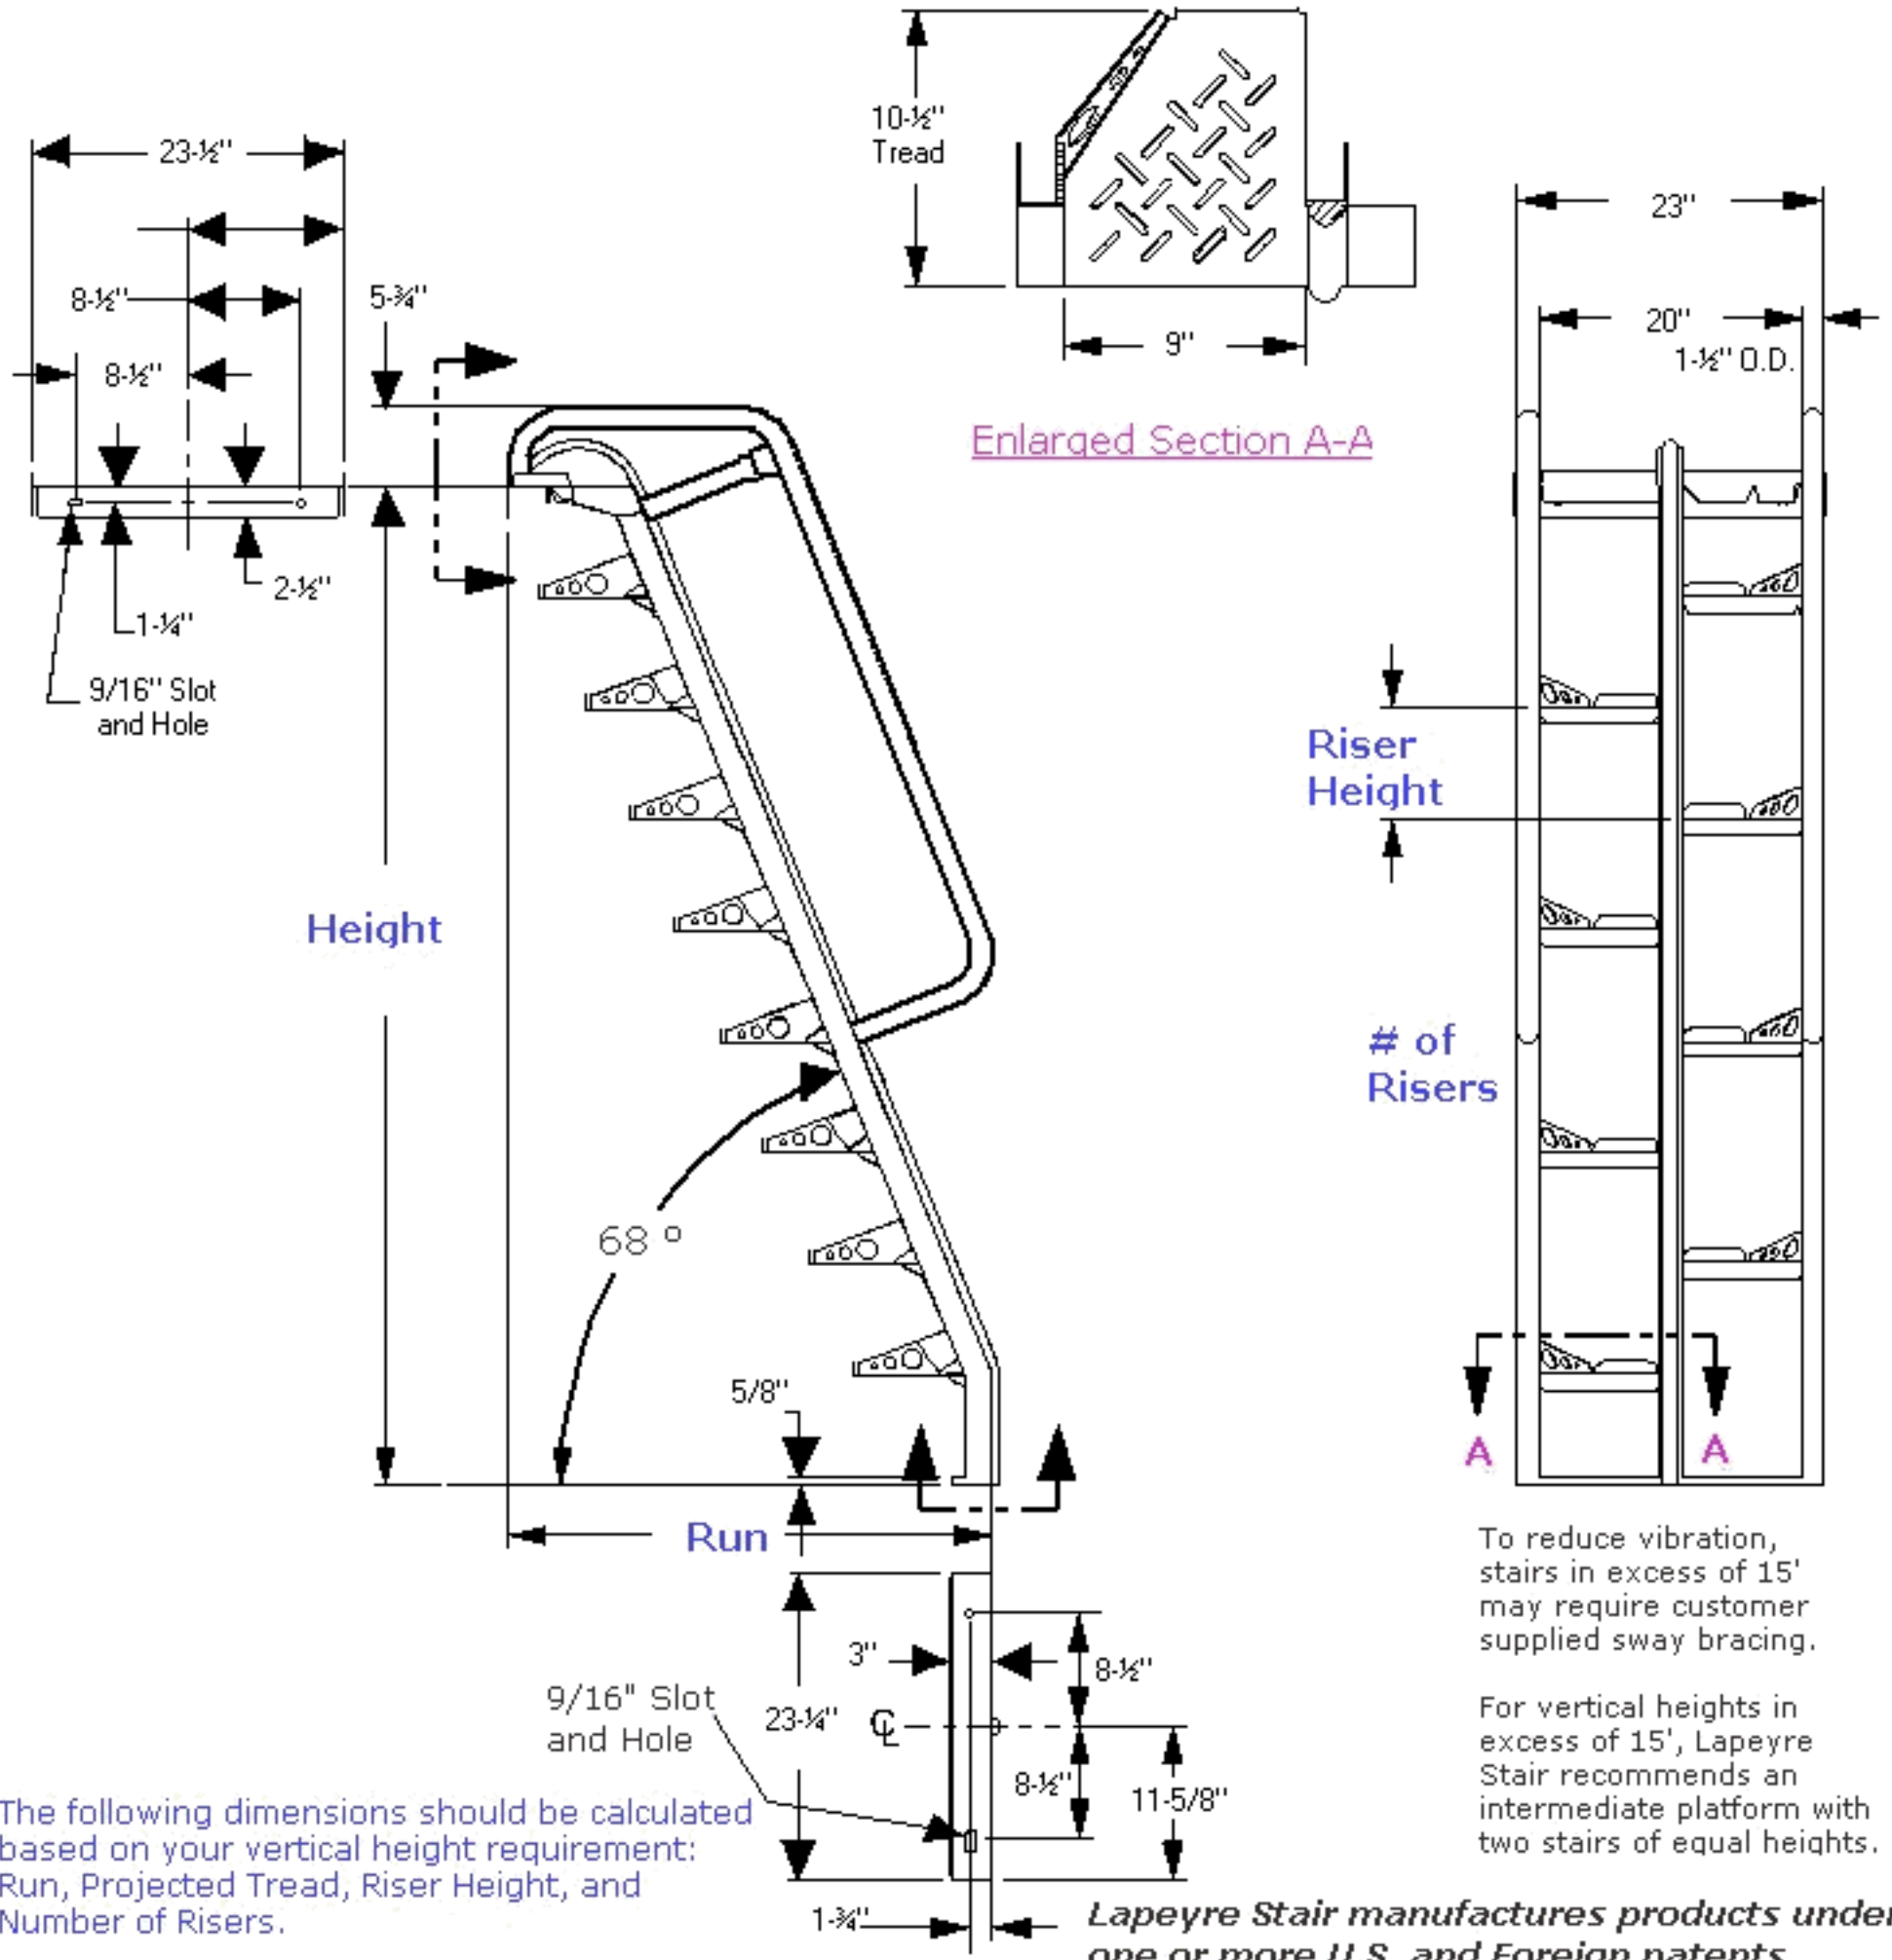 10-½"
Tread
23-½"
23"
8-½"
5-¾"
20"
9"
1-½" O.D.
8-½"
Enlarged Section A-A
2-½"
1-¼"
9/16" Slot
and Hole
Riser
Height
Height
# of
Risers
68 º
5/8"
A
A
Run
To reduce vibration,
stairs in excess of 15'
may require customer
supplied sway bracing.
3"
8-½"
9/16" Slot
and Hole
23-¼"
℄
For vertical heights in
excess of 15', Lapeyre
Stair recommends an
intermediate platform with
two stairs of equal heights.
8-½"
11-5/8"
The following dimensions should be calculated
based on your vertical height requirement:
Run, Projected Tread, Riser Height, and
Number of Risers.
1-¾"
Lapeyre Stair manufactures products under
one or more U.S. and Foreign patents